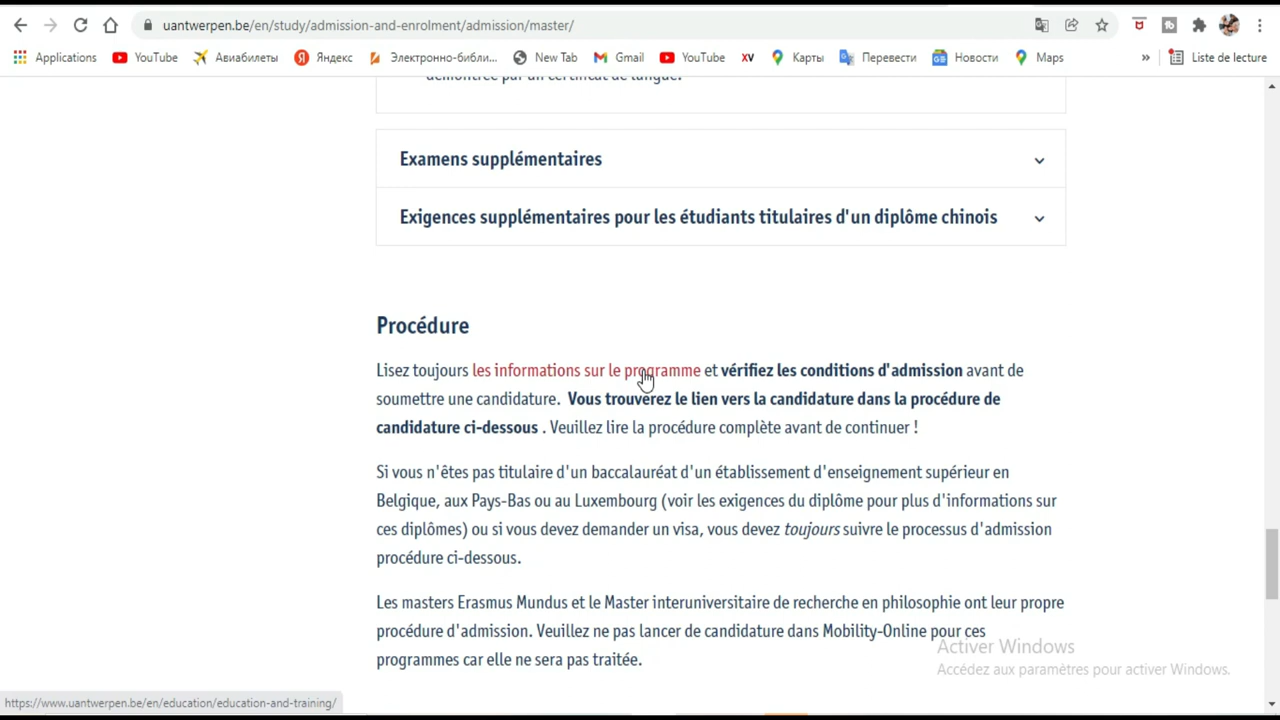 uantwerpen.be/en/study/admission-and-enrolment/admission/master/
Applications YouTube Авиабилеты Яндекс Электронно-библи... New Tab Gmail YouTube XV Карты Перевести Новости Maps » Liste de lecture
démontrée par un certificat de langue.
Examens supplémentaires
Exigences supplémentaires pour les étudiants titulaires d'un diplôme chinois
Procédure
Lisez toujours les informations sur le programme et vérifiez les conditions d'admission avant de
soumettre une candidature. Vous trouverez le lien vers la candidature dans la procédure de
candidature ci-dessous . Veuillez lire la procédure complète avant de continuer !
Si vous n'êtes pas titulaire d'un baccalauréat d'un établissement d'enseignement supérieur en
Belgique, aux Pays-Bas ou au Luxembourg (voir les exigences du diplôme pour plus d'informations sur
ces diplômes) ou si vous devez demander un visa, vous devez toujours suivre le processus d'admission
procédure ci-dessous.
Les masters Erasmus Mundus et le Master interuniversitaire de recherche en philosophie ont leur propre
procédure d'admission. Veuillez ne pas lancer de candidature dans Mobility-Online pour ces
programmes car elle ne sera pas traitée.
Activer Windows
Accédez aux paramètres pour activer Windows.
https://www.uantwerpen.be/en/education/education-and-training/